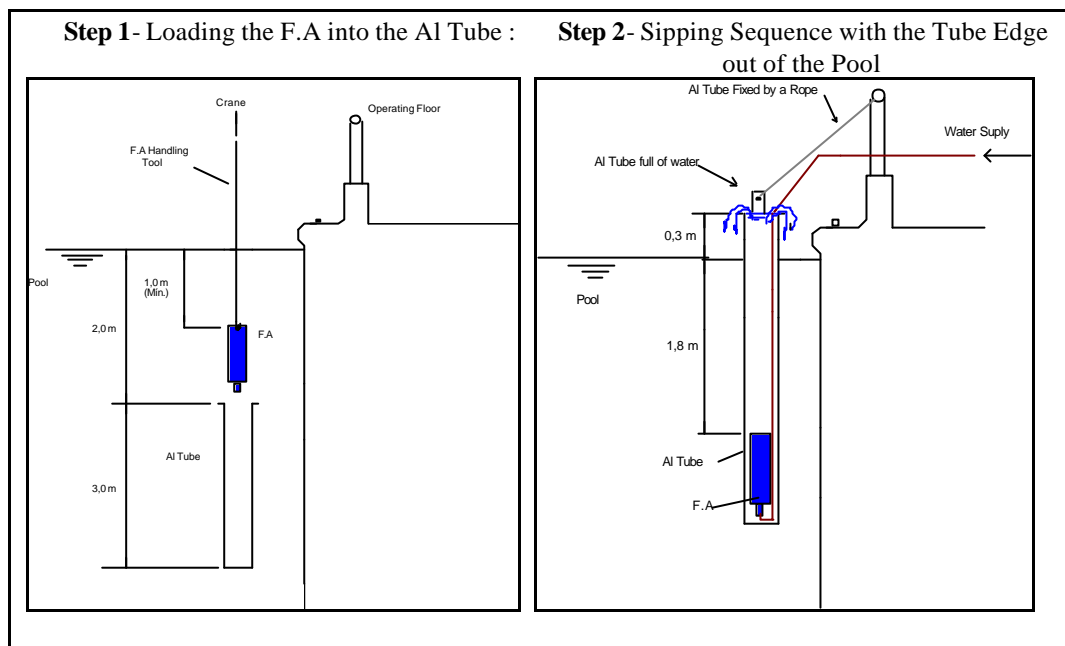 Step 1- Loading the F.A into the Al Tube :
Crane
Operating Floor
F.A Handling
Tool
Pool
1,0 m
(Min.)
2,0 m
F.A
Al Tube
3,0 m
Step 2- Sipping Sequence with the Tube Edge
out of the Pool
Al Tube Fixed by a Rope
Water Suply
Al Tube full of water
0,3 m
Pool
1,8 m
Al Tube
F.A